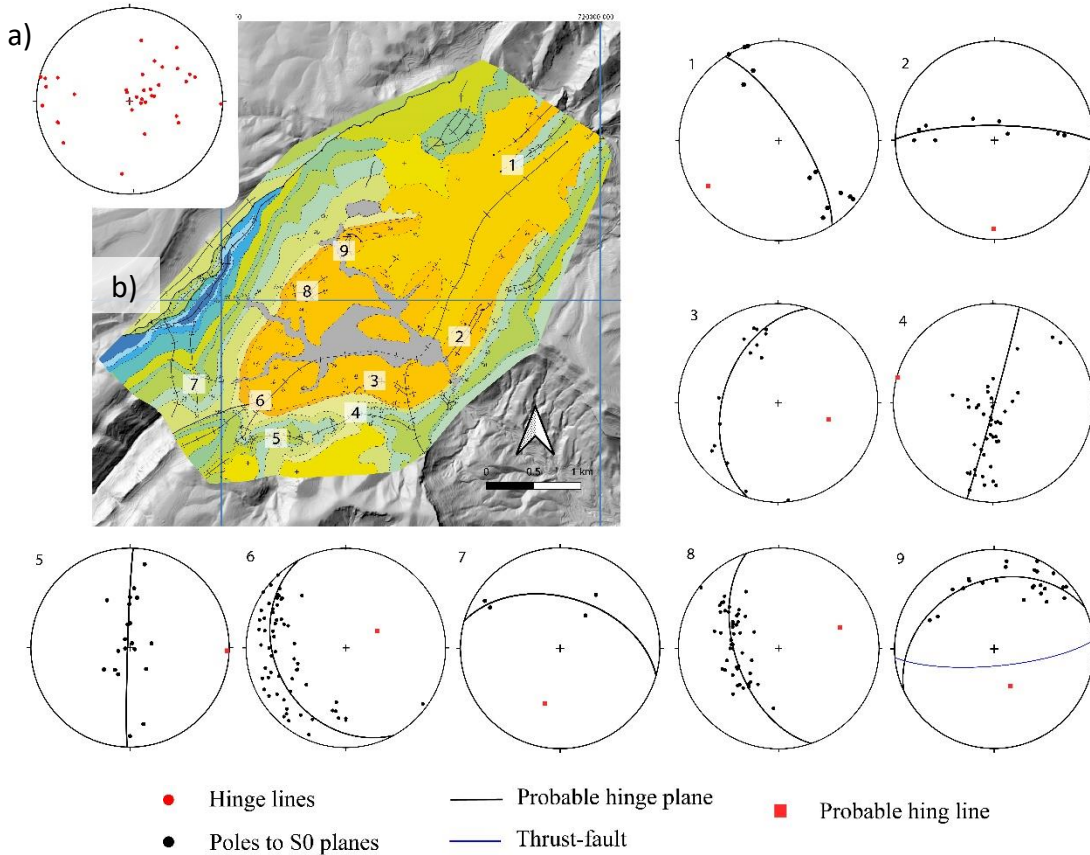 a)
00
720000.000
b)
1
2
3
4
5
6
7
8
9
0 0.5 1 km
1
2
3
4
5
6
7
8
9
Hinge lines
Probable hinge plane
Probable hing line
Poles to S0 planes
Thrust-fault